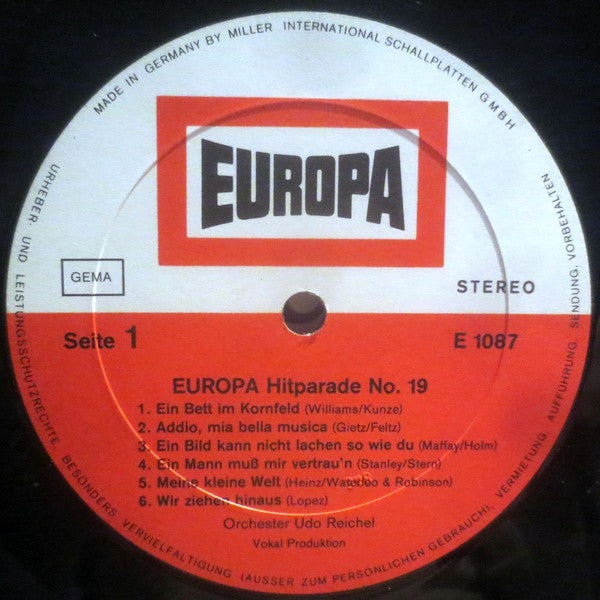 MADE IN GERMANY BY MILLER INTERNATIONAL SCHALLPLATTEN GMBH
EUROPA
GEMA
STEREO
Seite 1
E 1087
EUROPA Hitparade No. 19
1. Ein Bett im Kornfeld (Williams/Kunze)
2. Addio, mia bella musica (Gietz/Feltz)
3. Ein Bild kann nicht lachen so wie du (Maffay/Holm)
4. Ein Mann muß mir vertrau'n (Stanley/Stern)
5. Meine kleine Welt (Heinz/Waterloo & Robinson)
6. Wir ziehen hinaus (Lopez)
Orchester Udo Reichel
Vokal Produktion
URHEBER- UND LEISTUNGSSCHUTZRECHTE BESONDERS VERVIELFALTIGUNG (AUSSER ZUM PERSÖNLICHEN GEBRAUCH), VERMIETUNG, AUFFÜHRUNG, SENDUNG, VORBEHALTEN